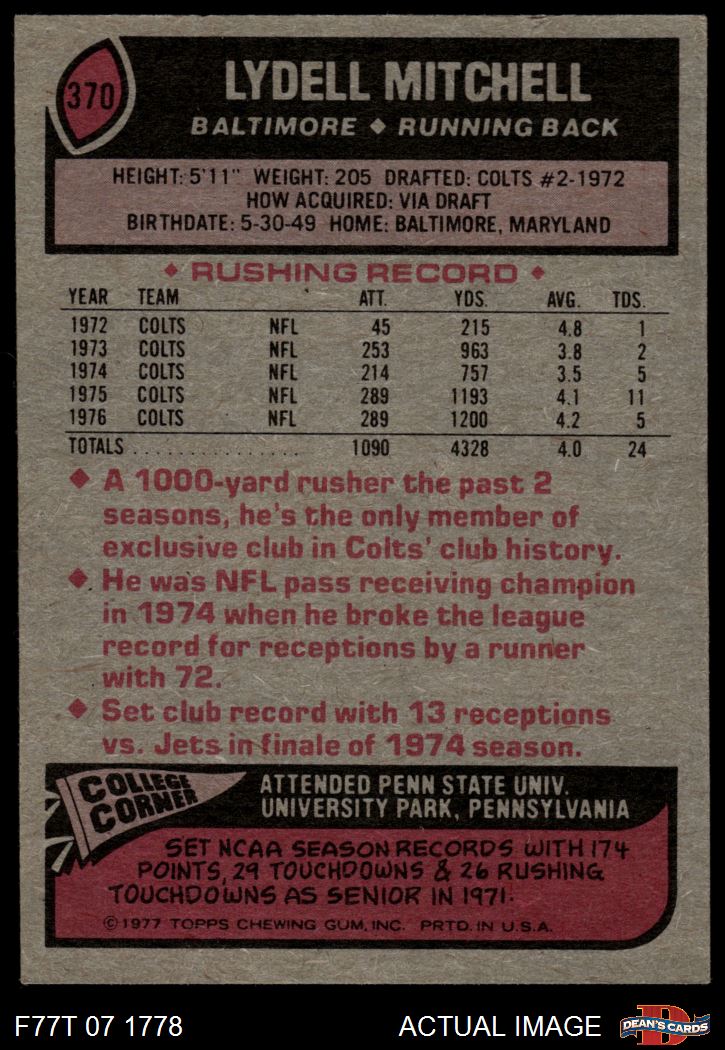 370
LYDELL MITCHELL
BALTIMORE ◆ RUNNING BACK
HEIGHT: 5'11" WEIGHT: 205 DRAFTED: COLTS #2-1972
HOW ACQUIRED: VIA DRAFT
BIRTHDATE: 5-30-49 HOME: BALTIMORE, MARYLAND
◆ RUSHING RECORD ◆
YEAR TEAM ATT. YDS. AVG. TDS.
1972 COLTS NFL 45 215 4.8 1
1973 COLTS NFL 253 963 3.8 2
1974 COLTS NFL 214 757 3.5 5
1975 COLTS NFL 289 1193 4.1 11
1976 COLTS NFL 289 1200 4.2 5
TOTALS . . . . . . . . . . . . . . . 1090 4328 4.0 24
◆ A 1000-yard rusher the past 2
seasons, he's the only member of
exclusive club in Colts' club history.
◆ He was NFL pass receiving champion
in 1974 when he broke the league
record for receptions by a runner
with 72.
◆ Set club record with 13 receptions
vs. Jets in finale of 1974 season.
COLLEGE
CORNER
ATTENDED PENN STATE UNIV.
UNIVERSITY PARK, PENNSYLVANIA
SET NCAA SEASON RECORDS WITH 174
POINTS, 29 TOUCHDOWNS & 26 RUSHING
TOUCHDOWNS AS SENIOR IN 1971.
©1977 TOPPS CHEWING GUM, INC. PRTD. IN U.S.A.
F77T 07 1778
ACTUAL IMAGE
D
DEAN'S CARDS